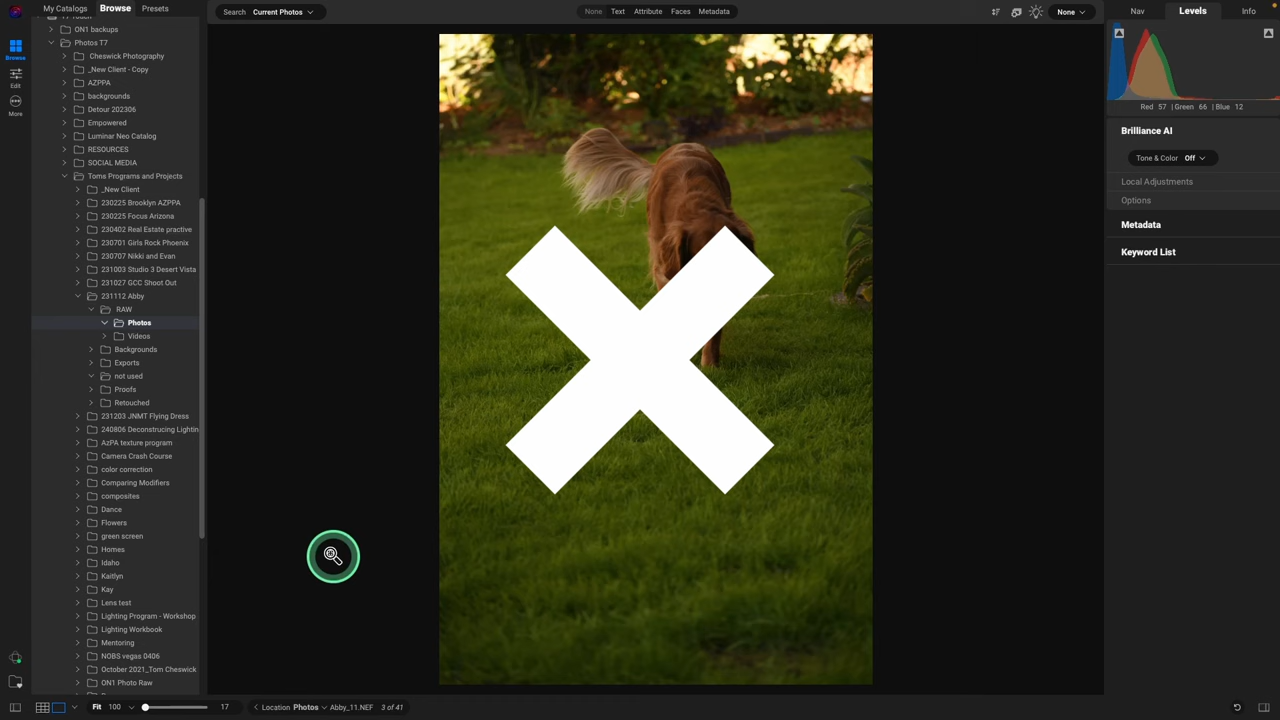 My Catalogs Browse Presets
Search Current Photos
None Text Attribute Faces Metadata
None
Nav Levels Info
ON1 backups
Photos T7
Cheswick Photography
_New Client - Copy
AZPPA
backgrounds
Detour 202306
Empowered
Luminar Neo Catalog
RESOURCES
SOCIAL MEDIA
Toms Programs and Projects
_New Client
230225 Brooklyn AZPPA
230225 Focus Arizona
230402 Real Estate practive
230701 Girls Rock Phoenix
230707 Nikki and Evan
231003 Studio 3 Desert Vista
231027 GCC Shoot Out
231112 Abby
RAW
Photos
Videos
Backgrounds
Exports
not used
Proofs
Retouched
231203 JNMT Flying Dress
240806 Deconstrucing Lightin
AzPA texture program
Camera Crash Course
color correction
Comparing Modifiers
composites
Dance
Flowers
green screen
Homes
Idaho
Kaitlyn
Kay
Lens test
Lighting Program - Workshop
Lighting Workbook
Mentoring
NOBS vegas 0406
October 2021_Tom Cheswick
ON1 Photo Raw
Browse
Edit
More
Red 57 | Green 66 | Blue 12
Brilliance AI
Tone & Color Off
Local Adjustments
Options
Metadata
Keyword List
Fit 100 17
Location Photos Abby_11.NEF 3 of 41